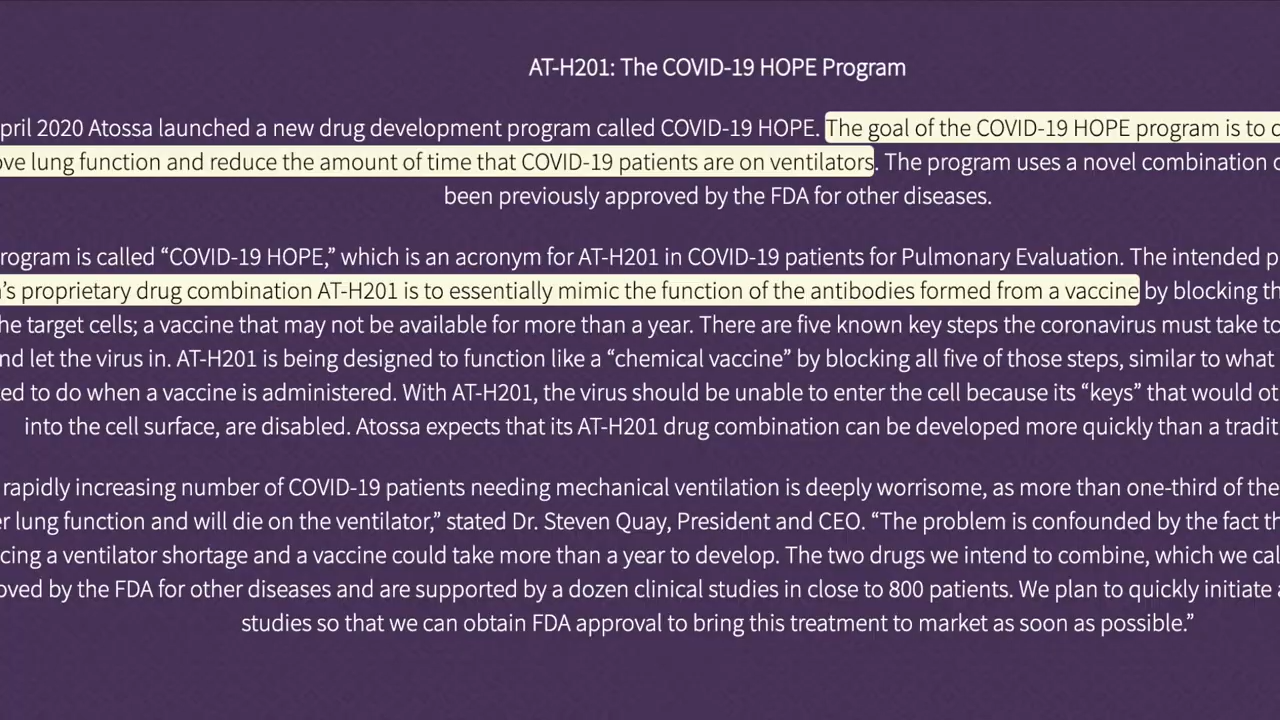 AT-H201: The COVID-19 HOPE Program
pril 2020 Atossa launched a new drug development program called COVID-19 HOPE. The goal of the COVID-19 HOPE program is to
ove lung function and reduce the amount of time that COVID-19 patients are on ventilators. The program uses a novel combination
been previously approved by the FDA for other diseases.
rogram is called “COVID-19 HOPE,” which is an acronym for AT-H201 in COVID-19 patients for Pulmonary Evaluation. The intended p
’s proprietary drug combination AT-H201 is to essentially mimic the function of the antibodies formed from a vaccine by blocking th
he target cells; a vaccine that may not be available for more than a year. There are five known key steps the coronavirus must take to
nd let the virus in. AT-H201 is being designed to function like a “chemical vaccine” by blocking all five of those steps, similar to what
ed to do when a vaccine is administered. With AT-H201, the virus should be unable to enter the cell because its “keys” that would ot
into the cell surface, are disabled. Atossa expects that its AT-H201 drug combination can be developed more quickly than a tradit
rapidly increasing number of COVID-19 patients needing mechanical ventilation is deeply worrisome, as more than one-third of the
er lung function and will die on the ventilator,” stated Dr. Steven Quay, President and CEO. “The problem is confounded by the fact th
cing a ventilator shortage and a vaccine could take more than a year to develop. The two drugs we intend to combine, which we cal
oved by the FDA for other diseases and are supported by a dozen clinical studies in close to 800 patients. We plan to quickly initiate
studies so that we can obtain FDA approval to bring this treatment to market as soon as possible.”